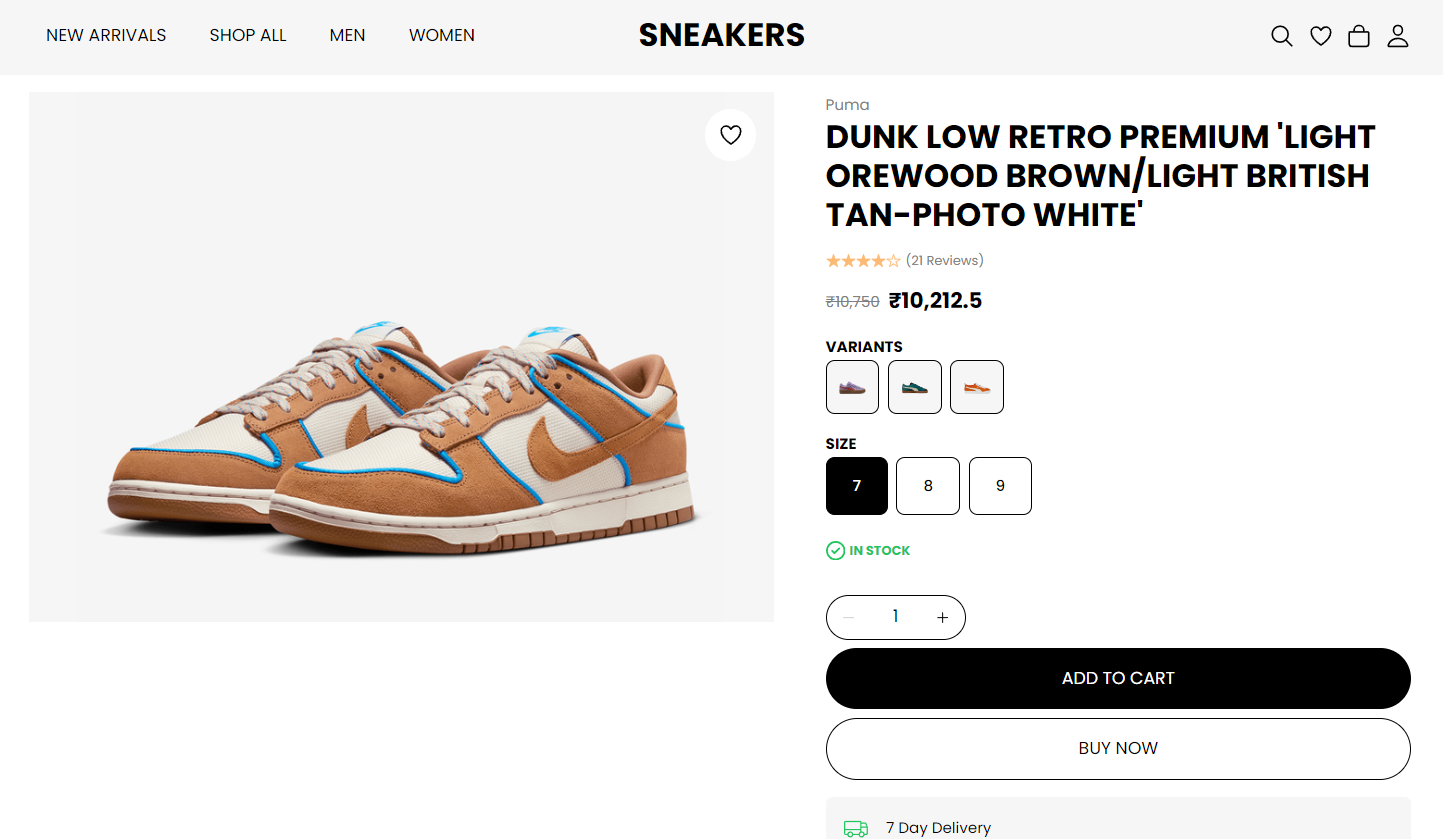 NEW ARRIVALS
SHOP ALL
MEN
WOMEN
SNEAKERS
Puma
DUNK LOW RETRO PREMIUM 'LIGHT
OREWOOD BROWN/LIGHT BRITISH
TAN-PHOTO WHITE'
(21 Reviews)
₹10,750 ₹10,212.5
VARIANTS
SIZE
7 8 9
IN STOCK
1
ADD TO CART
BUY NOW
7 Day Delivery